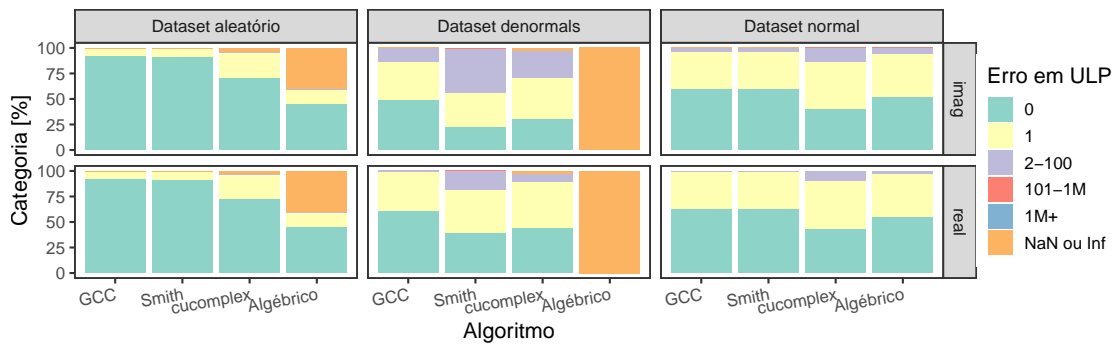 Dataset aleatório
Dataset denormals
Dataset normal
Categoria [%]
100
75
50
25
0
imag
100
75
50
25
0
real
GCC
Smith
cucomplex
Algébrico
GCC
Smith
cucomplex
Algébrico
GCC
Smith
cucomplex
Algébrico
Algoritmo
Erro em ULP
0
1
2−100
101−1M
1M+
NaN ou Inf